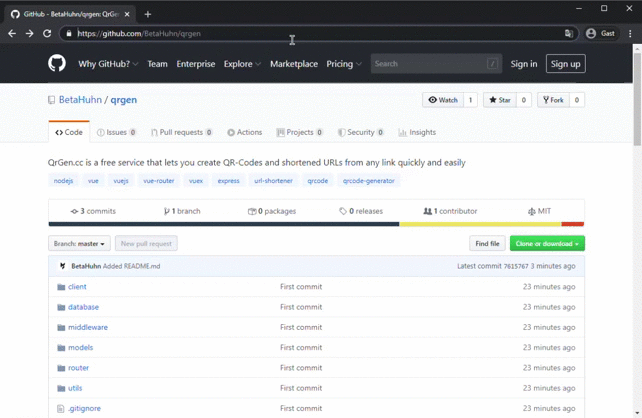 GitHub - BetaHuhn/qrgen: QrGen
https://github.com/BetaHuhn/qrgen
Gast
Why GitHub? Team Enterprise Explore Marketplace Pricing Search / Sign in Sign up
BetaHuhn / qrgen
Watch 1 Star 0 Fork 0
Code Issues 0 Pull requests 0 Actions Projects 0 Security 0 Insights
QrGen.cc is a free service that lets you create QR-Codes and shortened URLs from any link quickly and easily
nodejs vue vuejs vue-router vuex express url-shortener qrcode qrcode-generator
3 commits 1 branch 0 packages 0 releases 1 contributor MIT
Branch: master New pull request Find file Clone or download
BetaHuhn Added README.md Latest commit 7615767 3 minutes ago
client First commit 23 minutes ago
database First commit 23 minutes ago
middleware First commit 23 minutes ago
models First commit 23 minutes ago
router First commit 23 minutes ago
utils First commit 23 minutes ago
.gitignore First commit 23 minutes ago